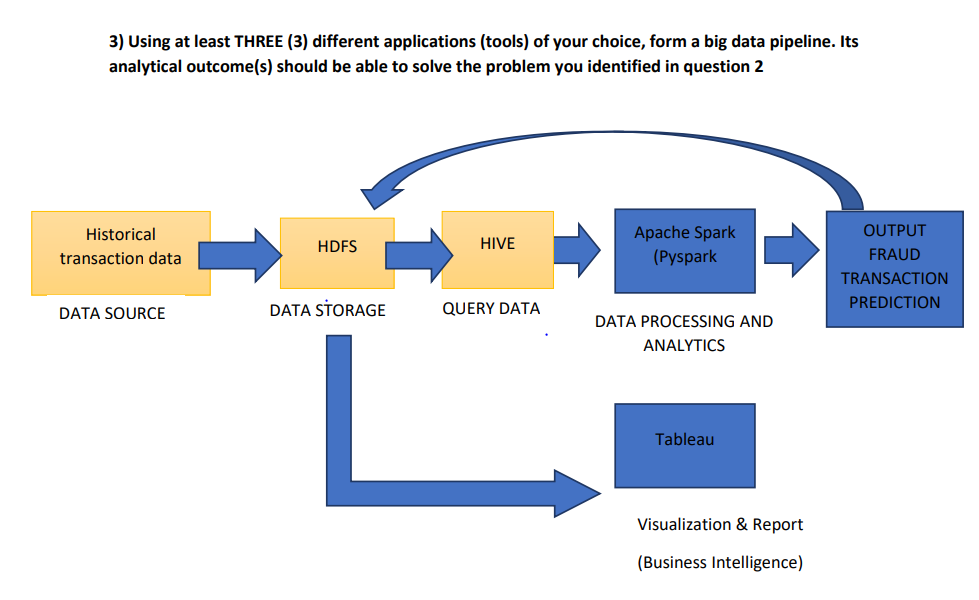 3) Using at least THREE (3) different applications (tools) of your choice, form a big data pipeline. Its
analytical outcome(s) should be able to solve the problem you identified in question 2
Historical
transaction data
DATA SOURCE
HDFS
DATA STORAGE
HIVE
QUERY DATA
Apache Spark
(Pyspark
DATA PROCESSING AND
ANALYTICS
OUTPUT
FRAUD
TRANSACTION
PREDICTION
Tableau
Visualization & Report
(Business Intelligence)